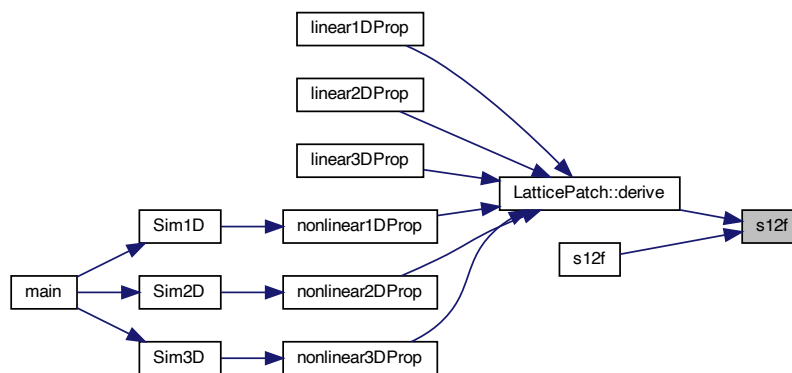 linear1DProp
linear2DProp
linear3DProp
LatticePatch::derive
Sim1D
nonlinear1DProp
s12f
s12f
main
Sim2D
nonlinear2DProp
Sim3D
nonlinear3DProp